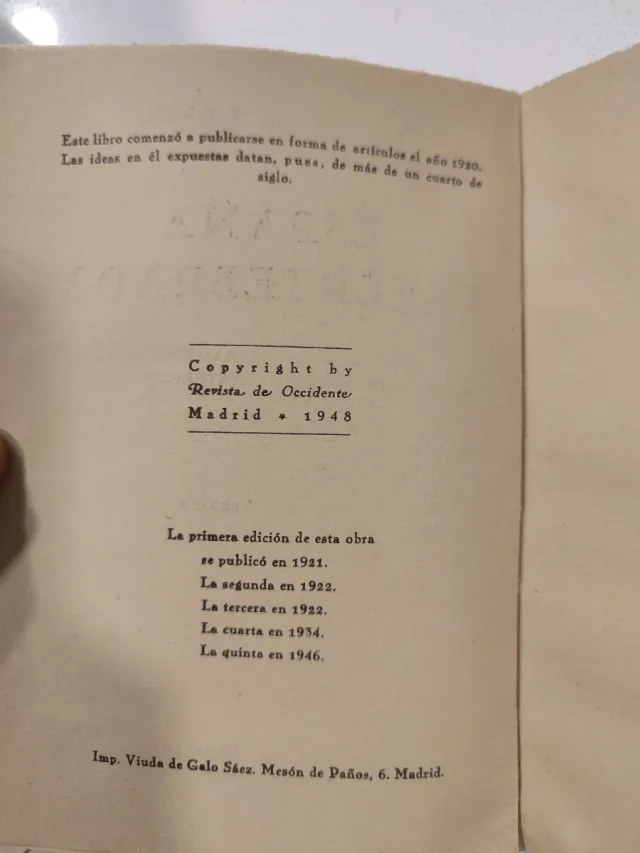 Este libro comenzó a publicarse en forma de artículos el año 1920.
Las ideas en él expuestas datan, pues, de más de un cuarto de
siglo.
ESPAÑA
Copyright by
Revista de Occidente
Madrid * 1948
La primera edición de esta obra
se publicó en 1921.
La segunda en 1922.
La tercera en 1922.
La cuarta en 1934.
La quinta en 1946.
Imp. Viuda de Galo Sáez. Mesón de Paños, 6. Madrid.